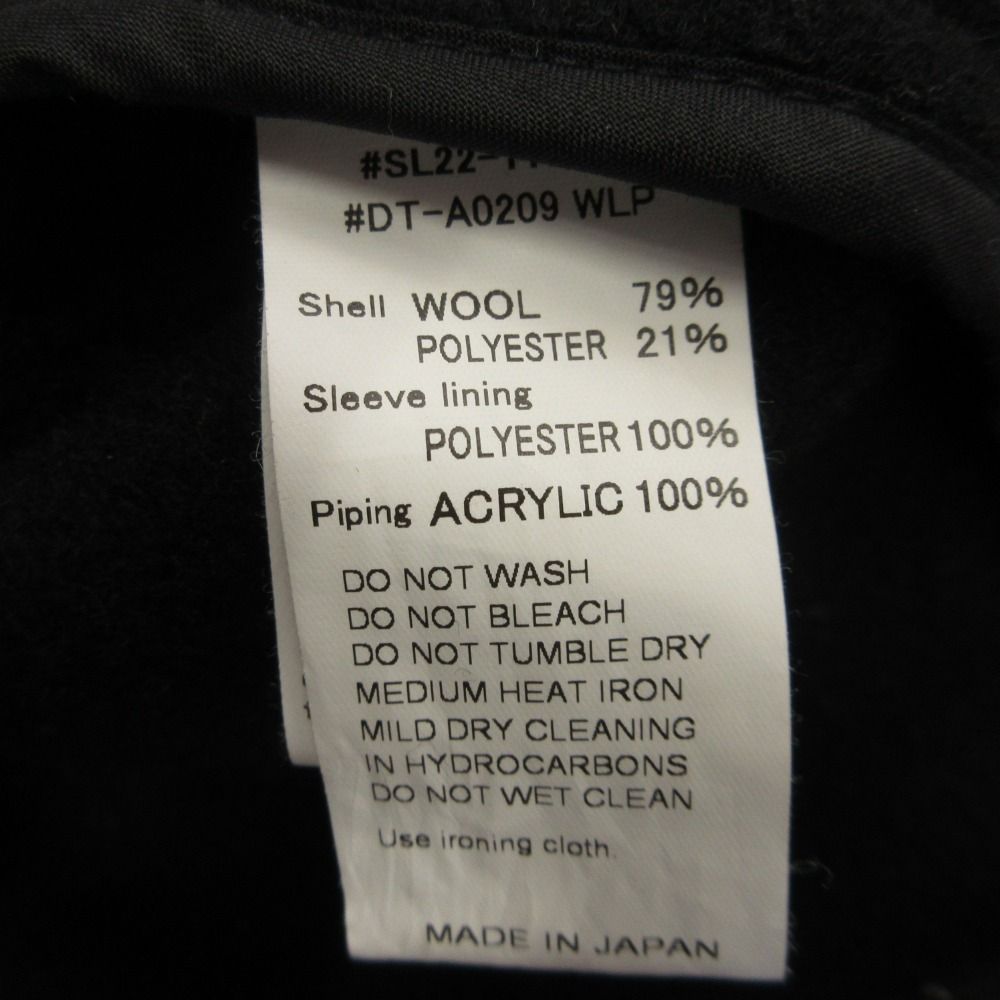 #SL22-
#DT-A0209 WLP
Shell WOOL 79%
POLYESTER 21%
Sleeve lining
POLYESTER 100%
Piping ACRYLIC 100%
DO NOT WASH
DO NOT BLEACH
DO NOT TUMBLE DRY
MEDIUM HEAT IRON
MILD DRY CLEANING
IN HYDROCARBONS
DO NOT WET CLEAN
Use ironing cloth.
MADE IN JAPAN